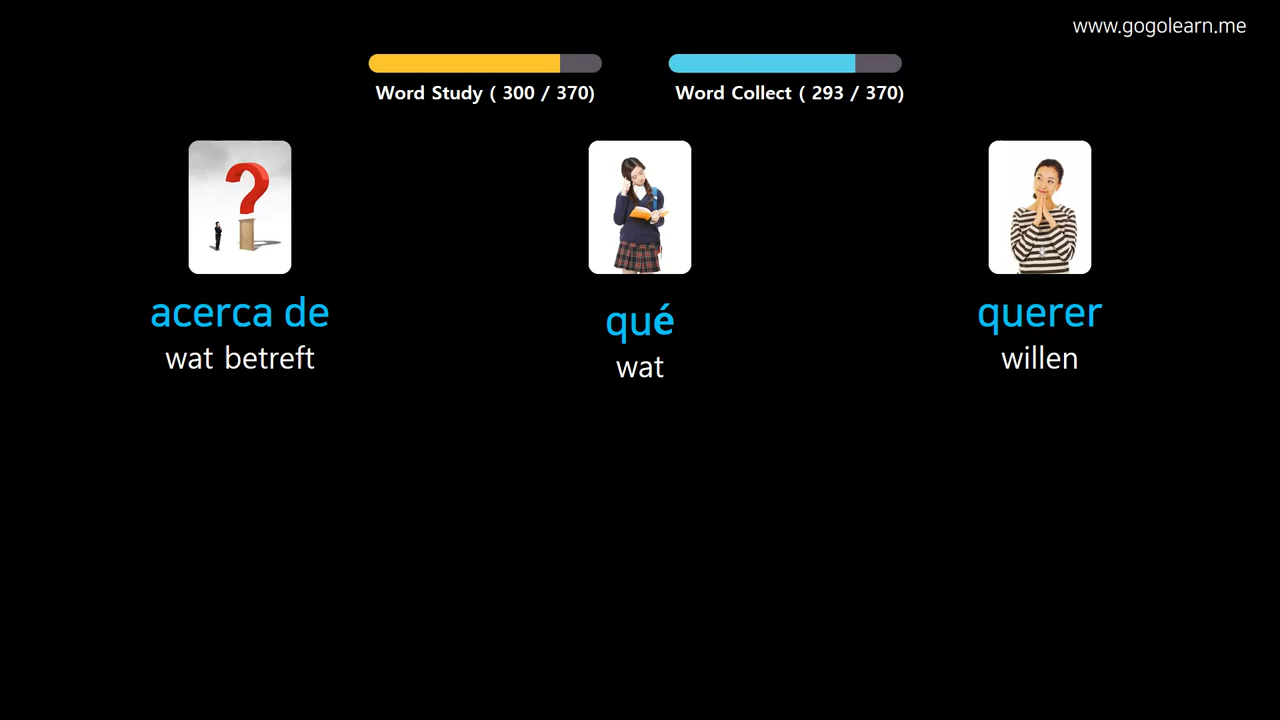 www.gogolearn.me
Word Study ( 300 / 370)
Word Collect ( 293 / 370)
acerca de
wat betreft
qué
wat
querer
willen